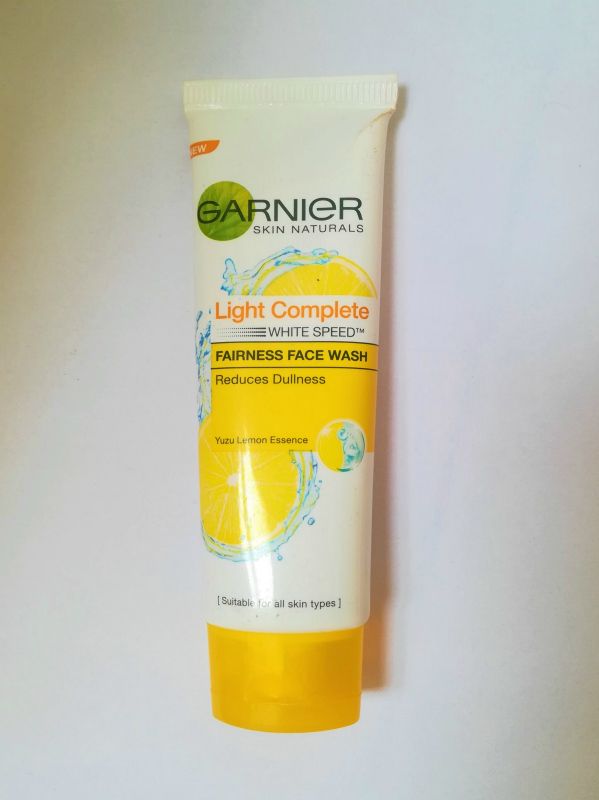 NEW
GARNIER
SKIN NATURALS
Light Complete
WHITE SPEED™
FAIRNESS FACE WASH
Reduces Dullness
Yuzu Lemon Essence
[ Suitable for all skin types ]